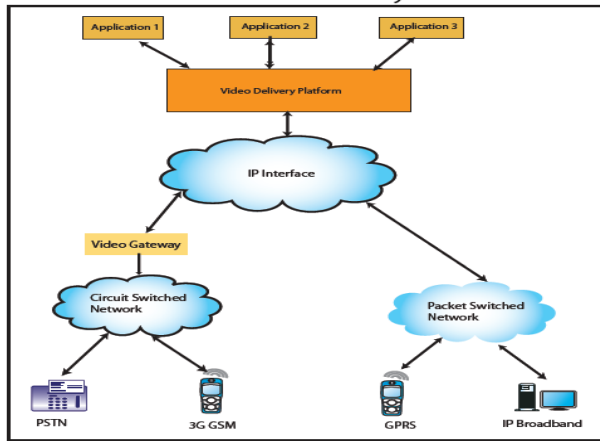 Application 1
Application 2
Application 3
Video Delivery Platform
IP Interface
Video Gateway
Circuit Switched
Network
Packet Switched
Network
PSTN
3G GSM
GPRS
IP Broadband